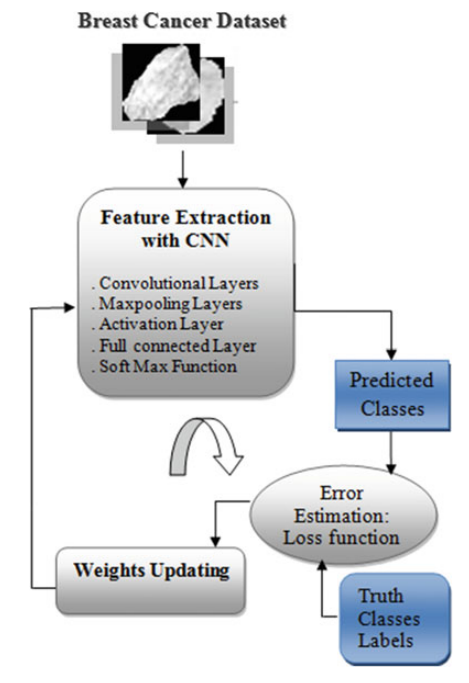 Breast Cancer Dataset
Feature Extraction
with CNN
. Convolutional Layers
. Maxpooling Layers
. Activation Layer
. Full connected Layer
. Soft Max Function
Predicted
Classes
Error
Estimation:
Loss function
Weights Updating
Truth
Classes
Labels